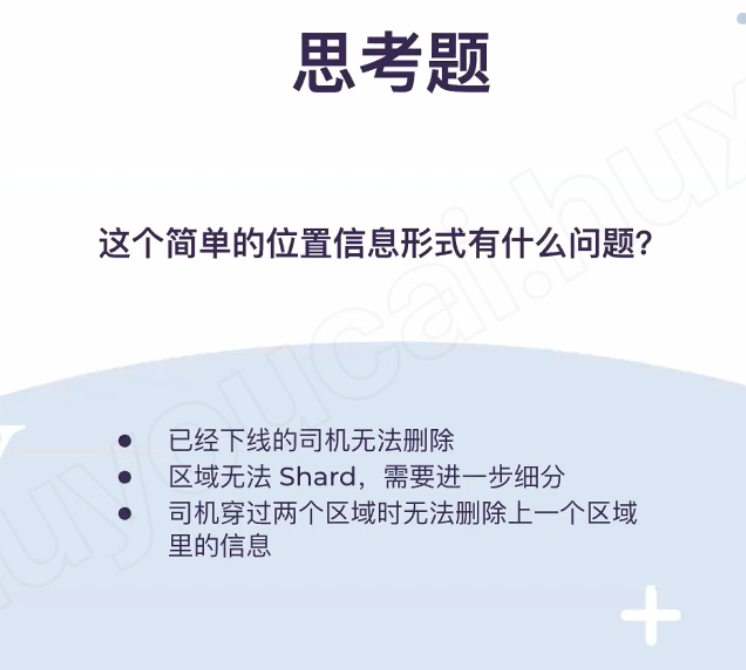 思考题
这个简单的位置信息形式有什么问题?
已经下线的司机无法删除
区域无法 Shard，需要进一步细分
司机穿过两个区域时无法删除上一个区域
里的信息